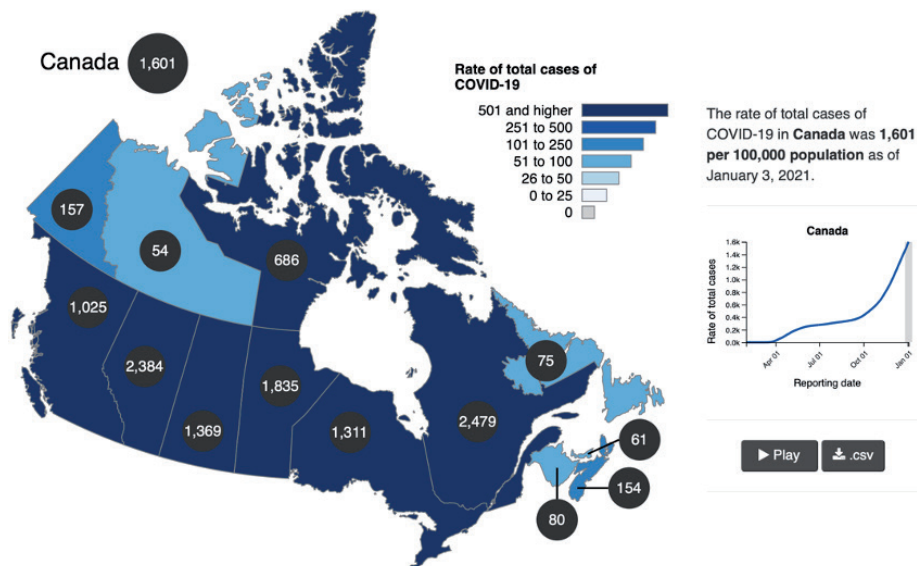 Canada 1,601
Rate of total cases of
COVID-19
501 and higher
251 to 500
101 to 250
51 to 100
26 to 50
0 to 25
0
157
54
686
1,025
2,384
1,835
1,369
1,311
2,479
75
61
154
80
The rate of total cases of
COVID-19 in Canada was 1,601
per 100,000 population as of
January 3, 2021.
Canada
Rate of total cases
1.6k
1.4k
1.2k
1.0k
0.8k
0.6k
0.4k
0.2k
0.0k
Apr 01 Jul 01 Oct 01 Jan 01
Reporting date
Play .csv